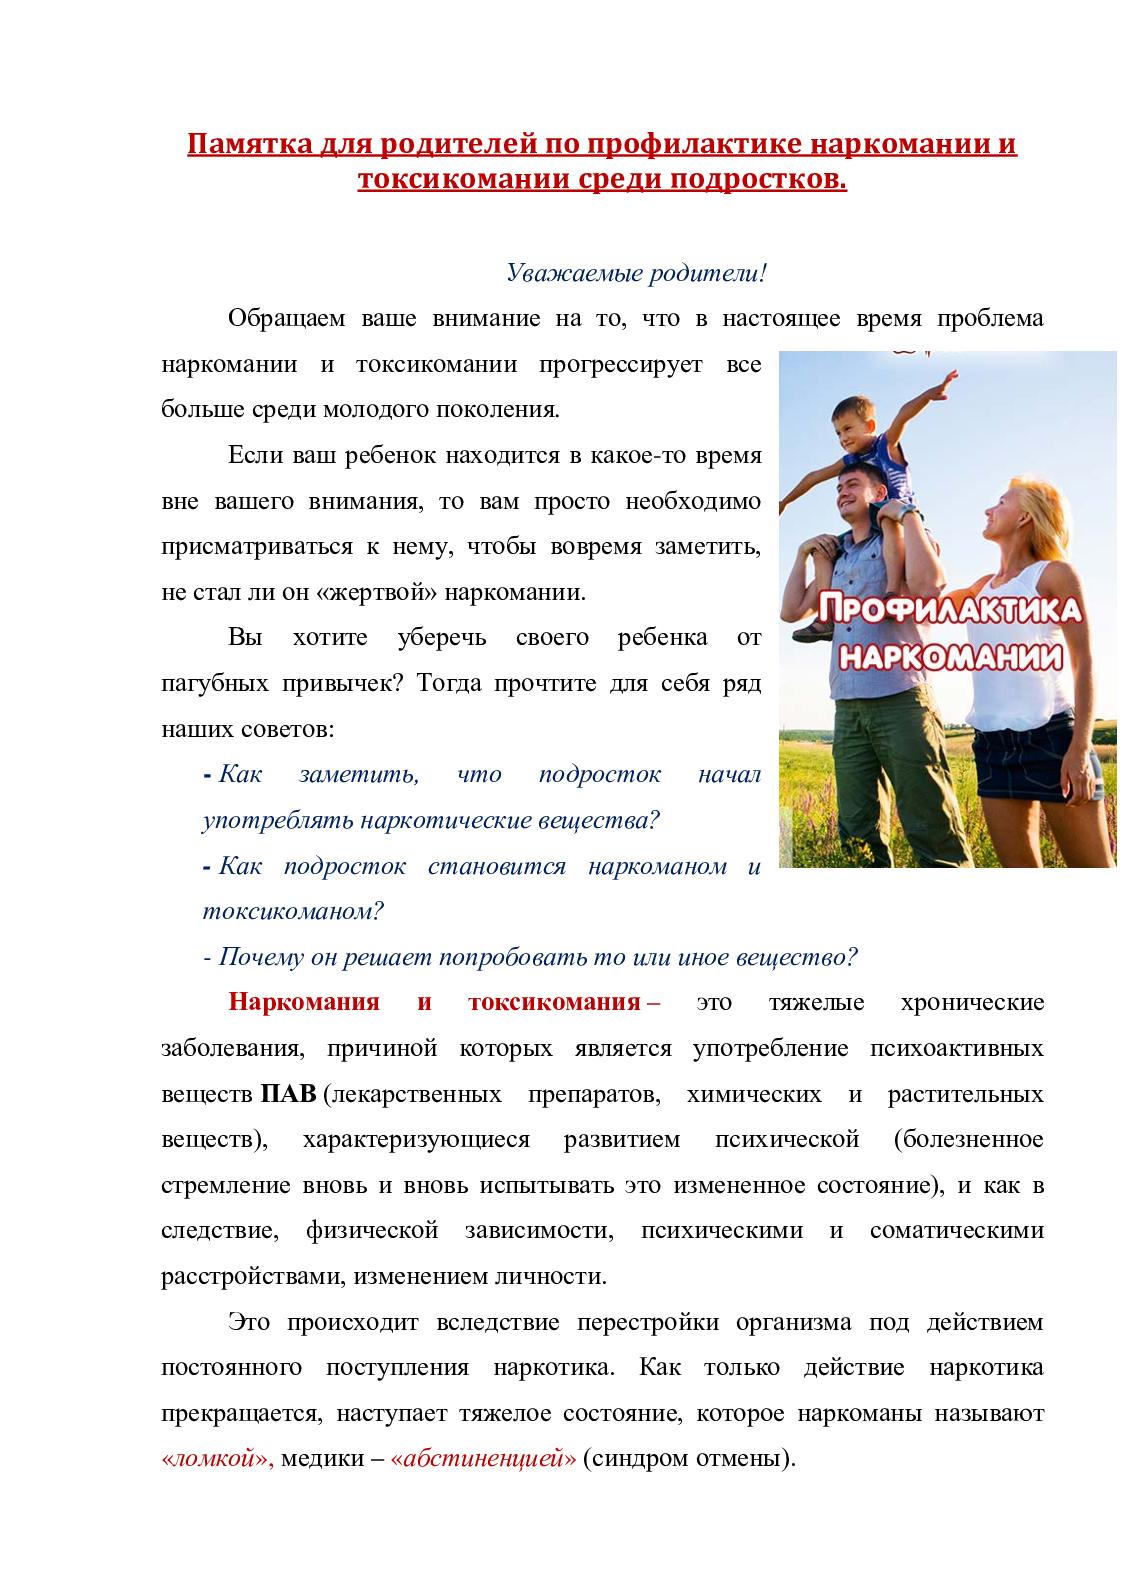 Памятка для родителей по профилактике наркомании и
токсикомании среди подростков.
Уважаемые родители!
Обращаем ваше внимание на то, что в настоящее время проблема
наркомании и токсикомании прогрессирует все
больше среди молодого поколения.
Если ваш ребенок находится в какое-то время
вне вашего внимания, то вам просто необходимо
присматриваться к нему, чтобы вовремя заметить,
не стал ли он «жертвой» наркомании.
Вы хотите уберечь своего ребенка от
пагубных привычек? Тогда прочтите для себя ряд
наших советов:
- Как заметить, что подросток начал
употреблять наркотические вещества?
- Как подросток становится наркоманом и
токсикоманом?
- Почему он решает попробовать то или иное вещество?
Профилактика
наркомании
Наркомания и токсикомания – это тяжелые хронические
заболевания, причиной которых является употребление психоактивных
веществ ПАВ (лекарственных препаратов, химических и растительных
веществ), характеризующиеся развитием психической (болезненное
стремление вновь и вновь испытывать это измененное состояние), и как в
следствие, физической зависимости, психическими и соматическими
расстройствами, изменением личности.
Это происходит вследствие перестройки организма под действием
постоянного поступления наркотика. Как только действие наркотика
прекращается, наступает тяжелое состояние, которое наркоманы называют
«ломкой», медики – «абстиненцией» (синдром отмены).